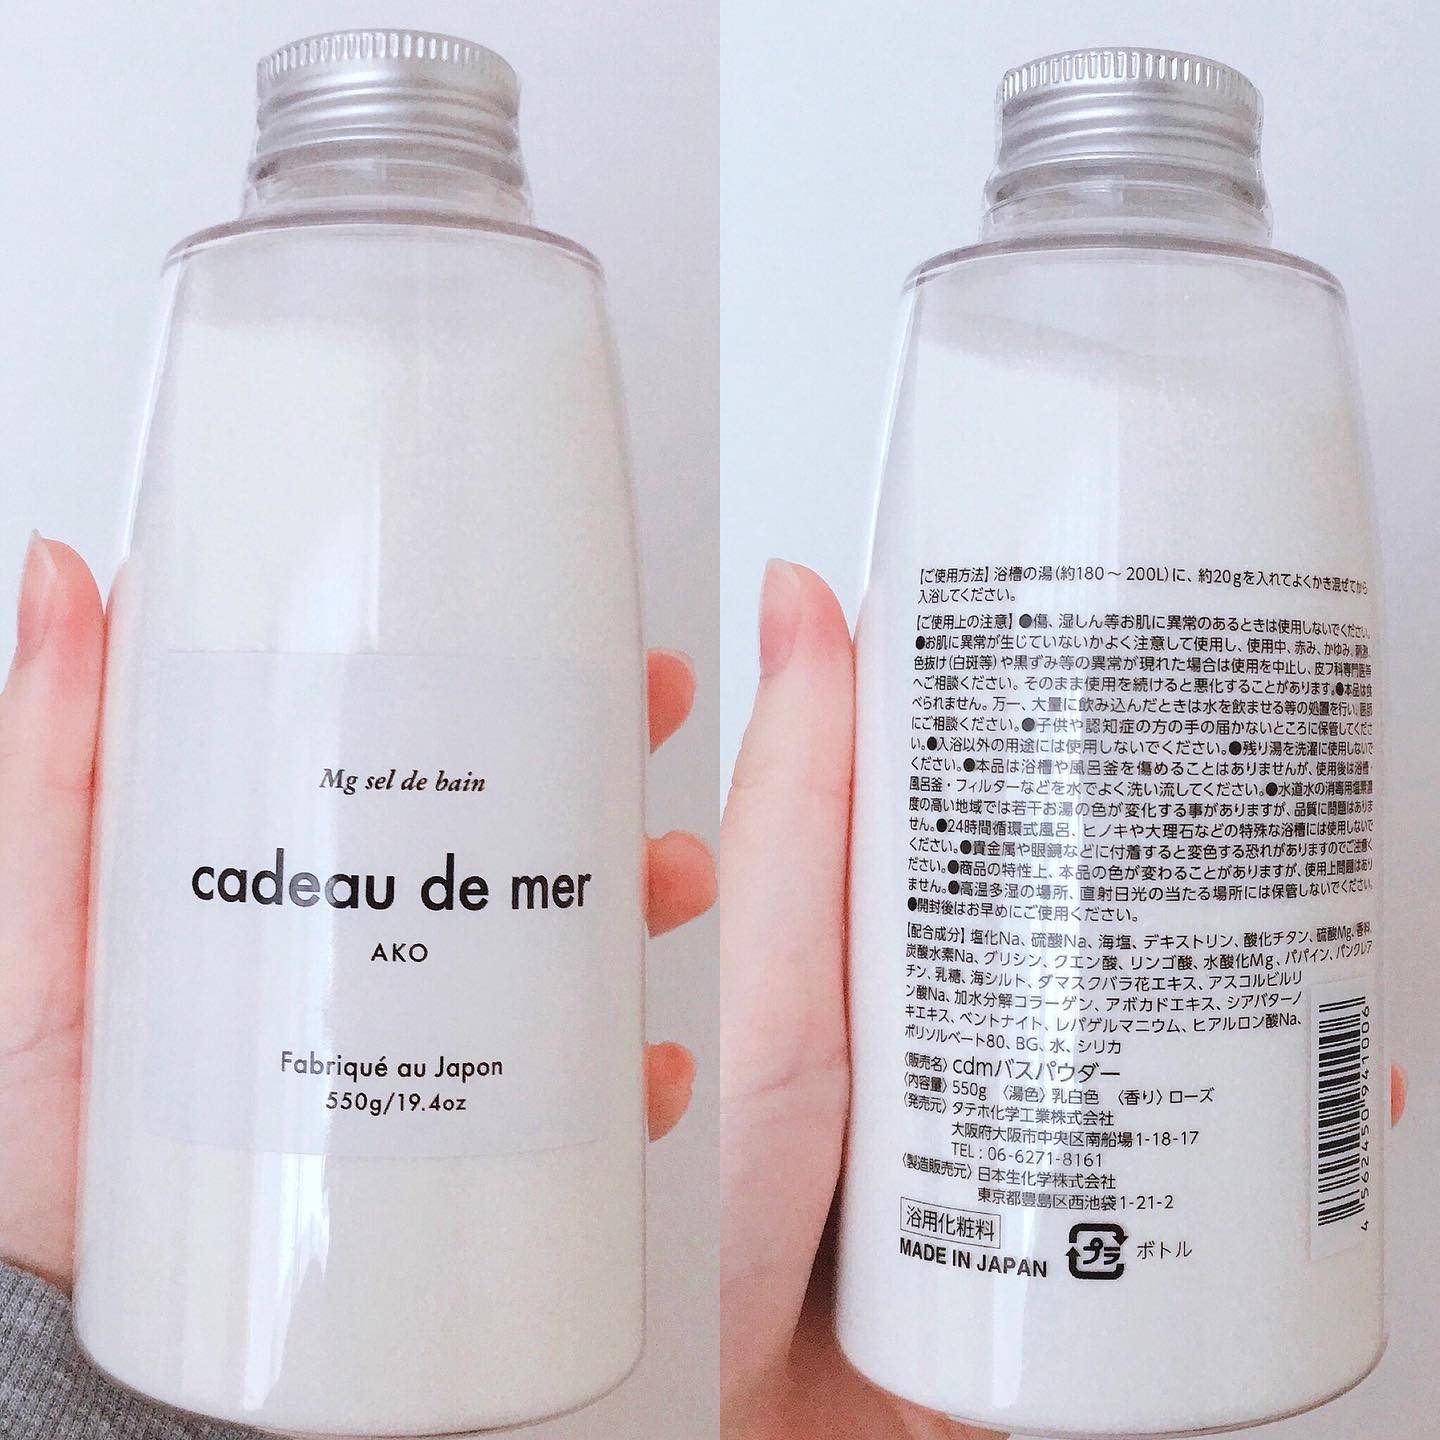 Mg sel de bain
cadeau de mer
AKO
Fabriqué au Japon
550g/19.4oz
【ご使用方法】浴槽の湯(約180〜200L)に、約20gを入れてよくかき混ぜてから
入浴してください。
【ご使用上の注意】●傷、湿しん等お肌に異常のあるときは使用しないでください。
●お肌に異常が生じていないかよく注意して使用し、使用中、赤み、かゆみ、刺激、
色抜け(白斑等)や黒ずみ等の異常が現れた場合は使用を中止し、皮フ科専門医等
へご相談ください。そのまま使用を続けると悪化することがあります。●本品は食
べられません。万一、大量に飲み込んだときは水を飲ませる等の処置を行い、医師
にご相談ください。●子供や認知症の方の手の届かないところに保管してくださ
い。●入浴以外の用途には使用しないでください。●残り湯を洗濯に使用しないで
ください。●本品は浴槽や風呂釜を傷めることはありませんが、使用後は浴槽・
風呂釜・フィルターなどを水でよく洗い流してください。●水道水の消毒用塩素濃
度の高い地域では若干お湯の色が変化する事がありますが、品質に問題はありま
せん。●24時間循環式風呂、ヒノキや大理石などの特殊な浴槽には使用しないで
ください。●貴金属や眼鏡などに付着すると変色する恐れがありますのでご注意く
ださい。●商品の特性上、本品の色が変わることがありますが、使用上問題はあり
ません。●高温多湿の場所、直射日光の当たる場所には保管しないでください。
●開封後はお早めにご使用ください。
【配合成分】塩化Na、硫酸Na、海塩、デキストリン、酸化チタン、硫酸Mg、香料、
炭酸水素Na、グリシン、クエン酸、リンゴ酸、水酸化Mg、パパイン、パンクレア
チン、乳糖、海シルト、ダマスクバラ花エキス、アスコルビルリ
ン酸Na、加水分解コラーゲン、アボカドエキス、シアバターノ
キエキス、ベントナイト、レパゲルマニウム、ヒアルロン酸Na、
ポリソルベート80、BG、水、シリカ
〈販売名〉cdmバスパウダー
〈内容量〉550g 〈湯色〉乳白色 〈香り〉ローズ
〈発売元〉タテホ化学工業株式会社
大阪府大阪市中央区南船場1-18-17
TEL:06-6271-8161
〈製造販売元〉日本生化学株式会社
東京都豊島区西池袋1-21-2
浴用化粧料
MADE IN JAPAN
プラ ボトル
4 562450 941006